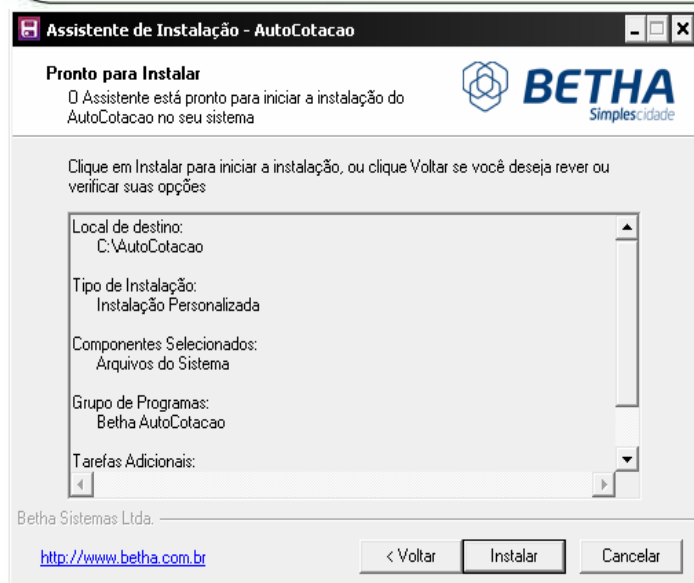 Assistente de Instalação - AutoCotacao
Pronto para Instalar
O Assistente está pronto para iniciar a instalação do
AutoCotacao no seu sistema
BETHA
Simplescidade
Clique em Instalar para iniciar a instalação, ou clique Voltar se você deseja rever ou
verificar suas opções
Local de destino:
C:\AutoCotacao
Tipo de Instalação:
Instalação Personalizada
Componentes Selecionados:
Arquivos do Sistema
Grupo de Programas:
Betha AutoCotacao
Tarefas Adicionais:
Betha Sistemas Ltda.
http://www.betha.com.br
< Voltar
Instalar
Cancelar